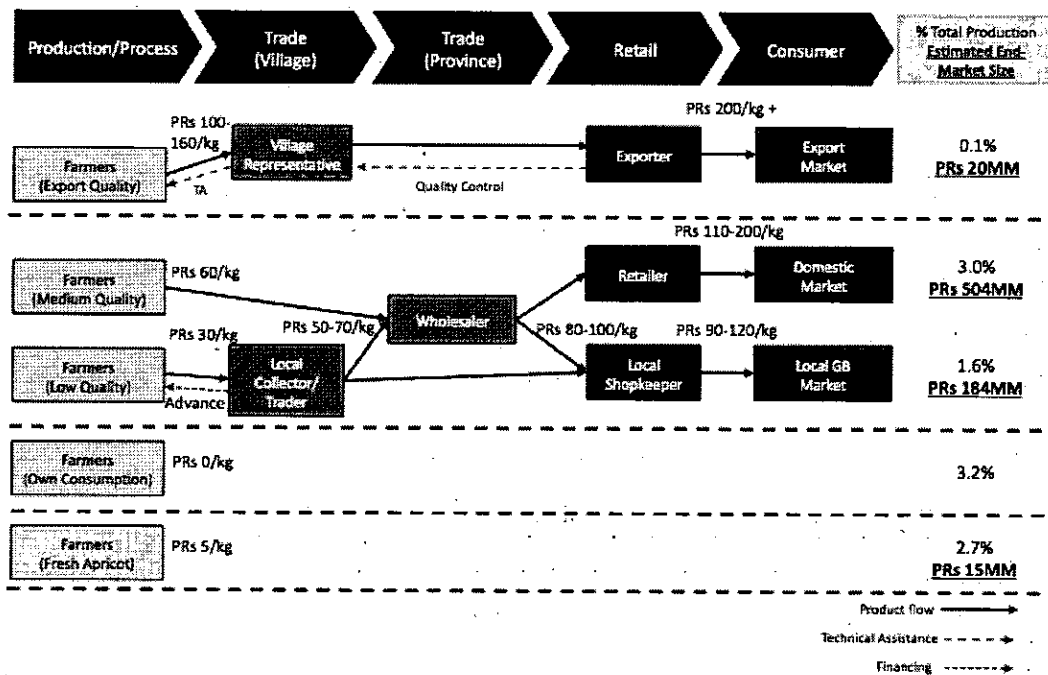 Production/Process
Trade
(Village)
Trade
(Province)
Retail
Consumer
% Total Production
Estimated End-
Market Size
PRs 100-
160/kg
PRs 200/kg +
Farmers
(Export Quality)
Village
Representative
Exporter
Export
Market
0.1%
PRs 20MM
TA
Quality Control
PRs 110-200/kg
Farmers
(Medium Quality)
PRs 60/kg
Retailer
Domestic
Market
3.0%
PRs 504MM
Wholesaler
PRs 30/kg
PRs 50-70/kg
PRs 80-100/kg
PRs 90-120/kg
Farmers
(Low Quality)
Local
Collector/
Trader
Local
Shopkeeper
Local GB
Market
1.6%
PRs 184MM
Advance
Farmers
(Own Consumption)
PRs 0/kg
3.2%
Farmers
(Fresh Apricot)
PRs 5/kg
2.7%
PRs 15MM
Product flow
Technical Assistance
Financing